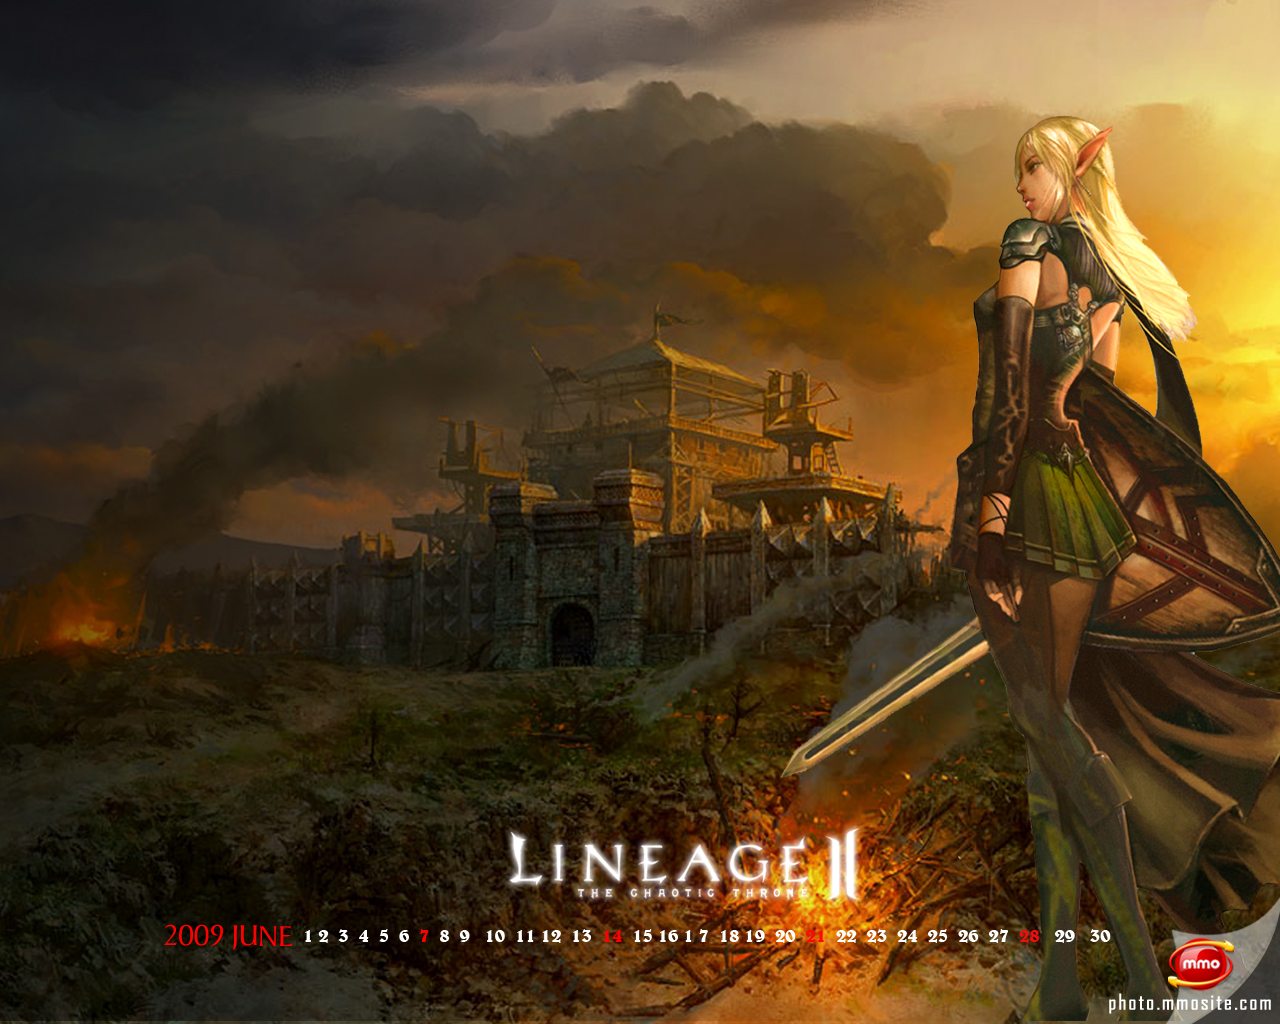 LINEAGE II
THE CHAOTIC THRONE
2009 JUNE 1 2 3 4 5 6 7 8 9 10 11 12 13 14 15 16 17 18 19 20 21 22 23 24 25 26 27 28 29 30
mmo
photo.mmosite.com